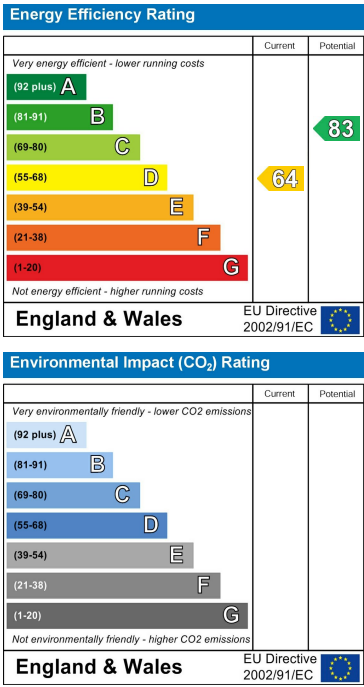 Energy Efficiency Rating
Current Potential
Very energy efficient - lower running costs
(92 plus) A
(81-91) B
(69-80) C
(55-68) D
(39-54) E
(21-38) F
(1-20) G
64
83
Not energy efficient - higher running costs
England & Wales
EU Directive
2002/91/EC
Environmental Impact (CO₂) Rating
Current Potential
Very environmentally friendly - lower CO2 emissions
(92 plus) A
(81-91) B
(69-80) C
(55-68) D
(39-54) E
(21-38) F
(1-20) G
Not environmentally friendly - higher CO2 emissions
England & Wales
EU Directive
2002/91/EC